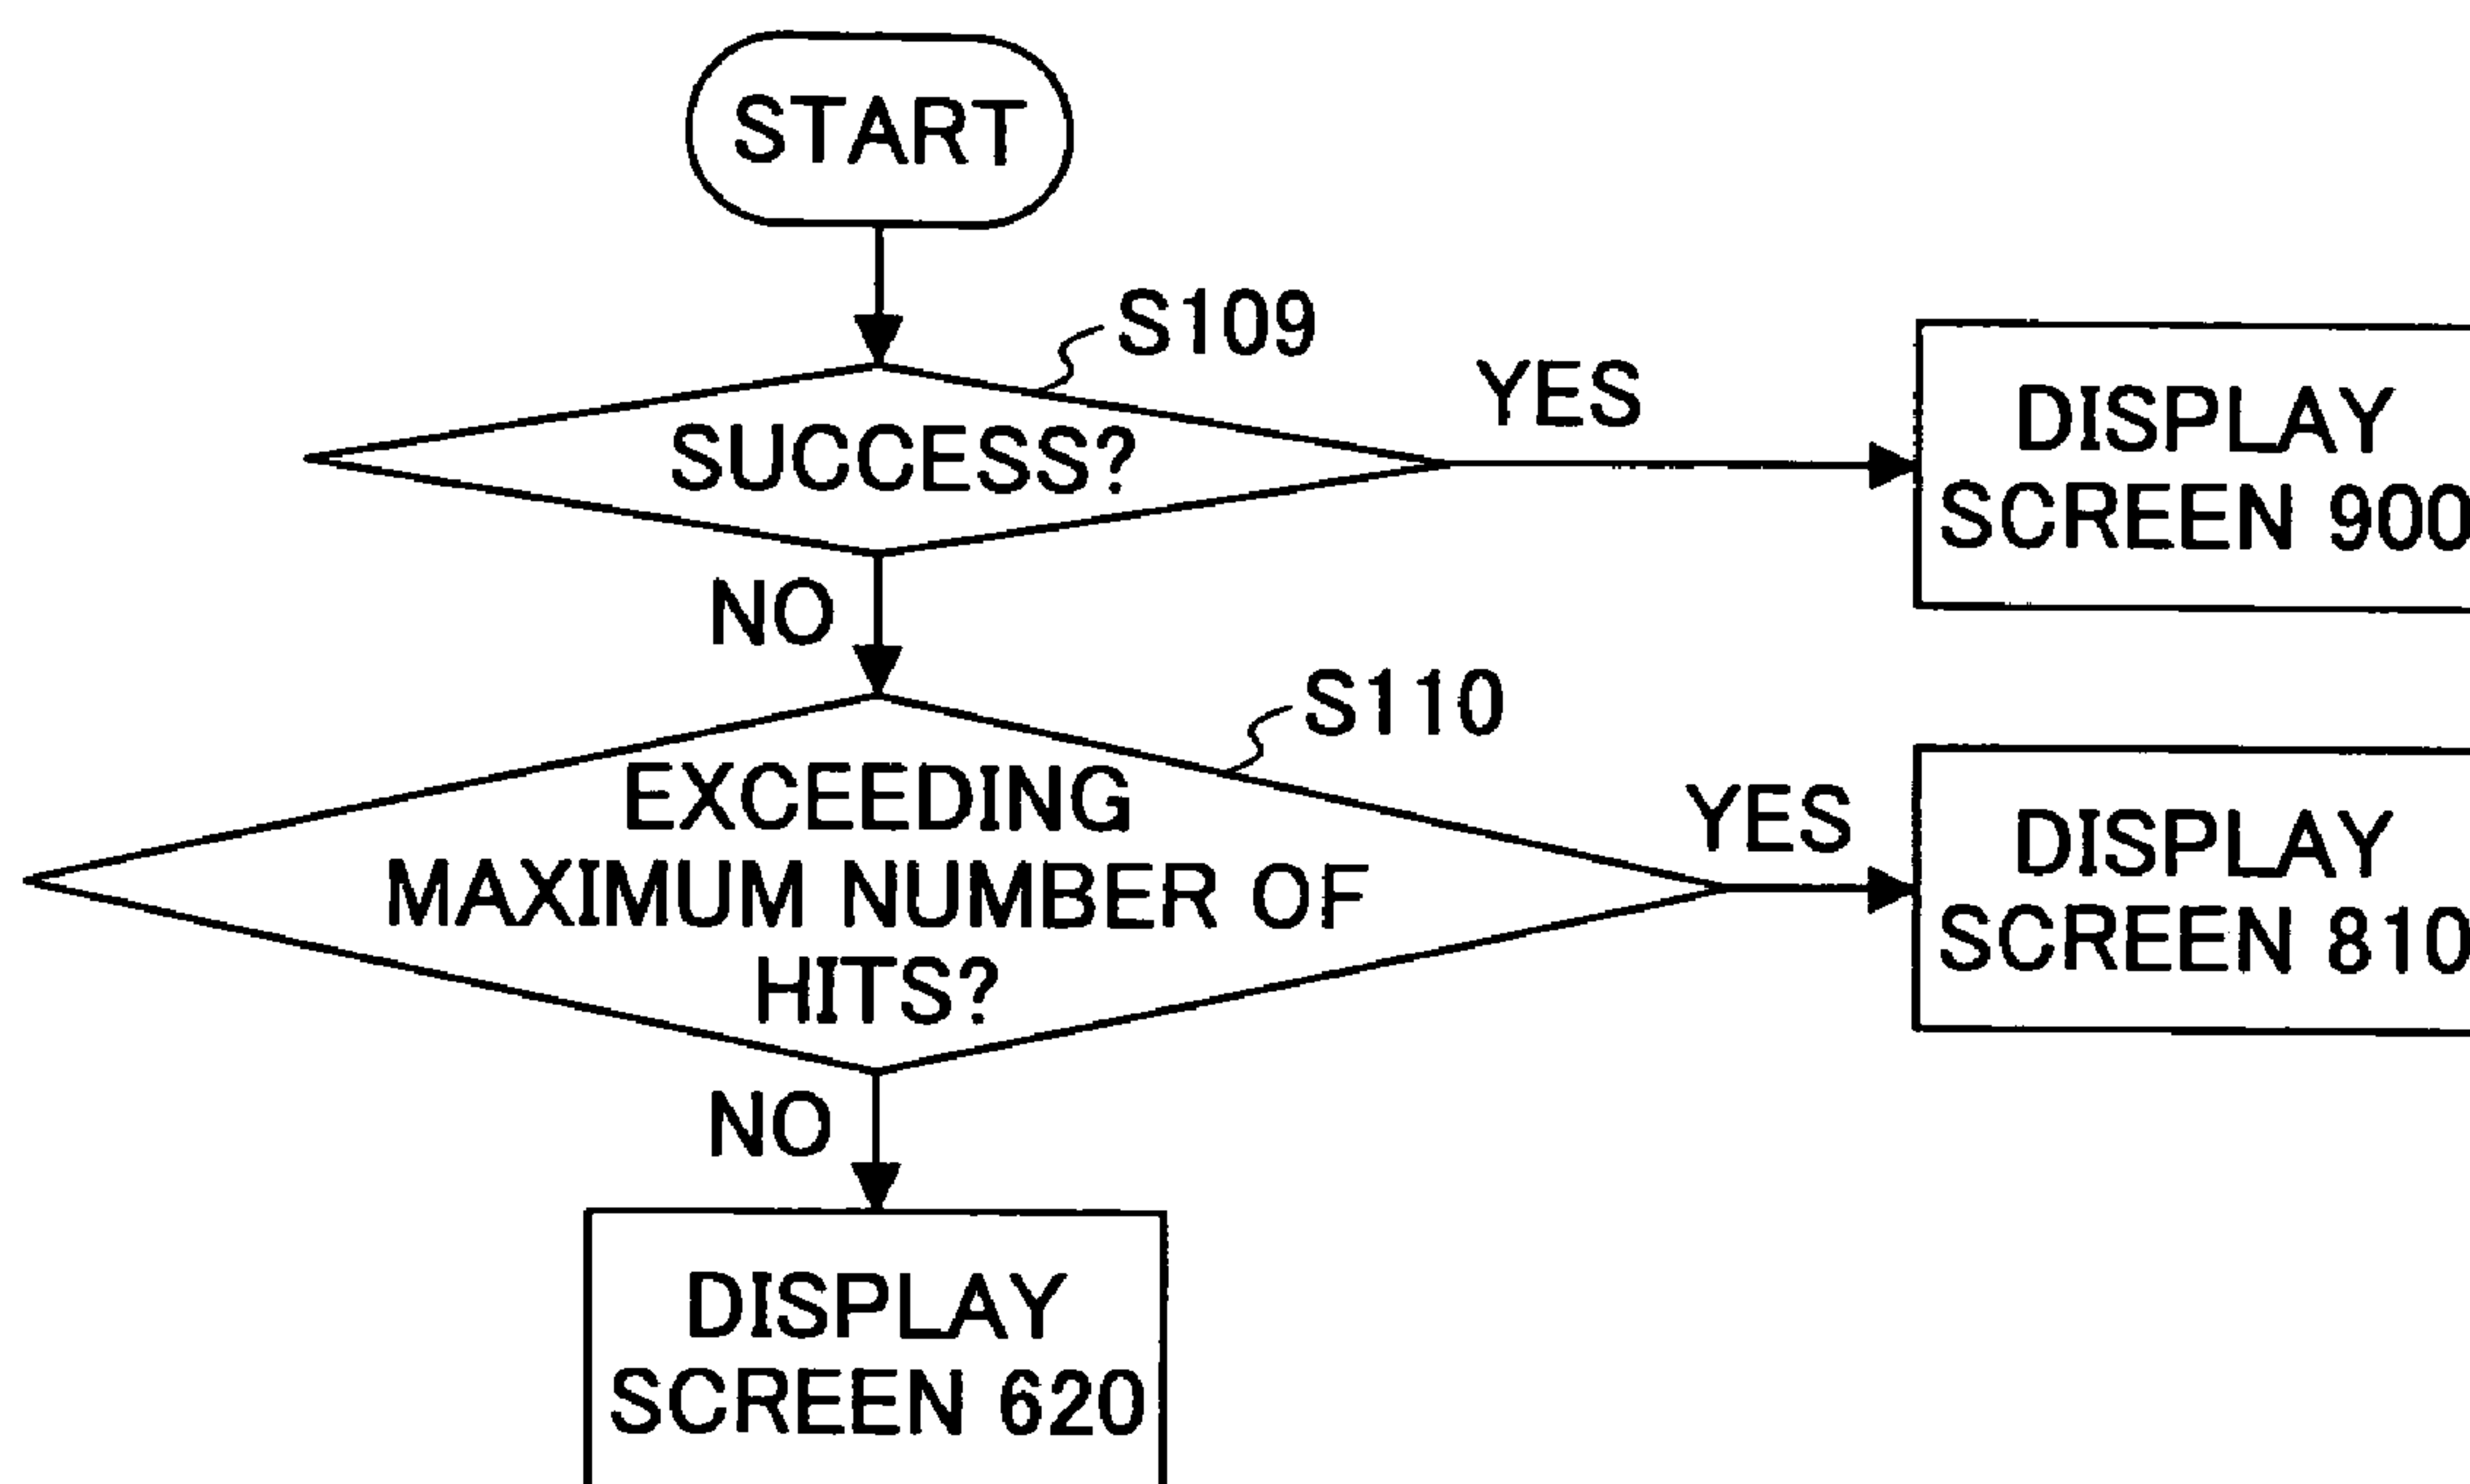 START
S109
SUCCESS?
YES
DISPLAY
SCREEN 900
NO
S110
EXCEEDING
MAXIMUM NUMBER OF
HITS?
YES
DISPLAY
SCREEN 810
NO
DISPLAY
SCREEN 620